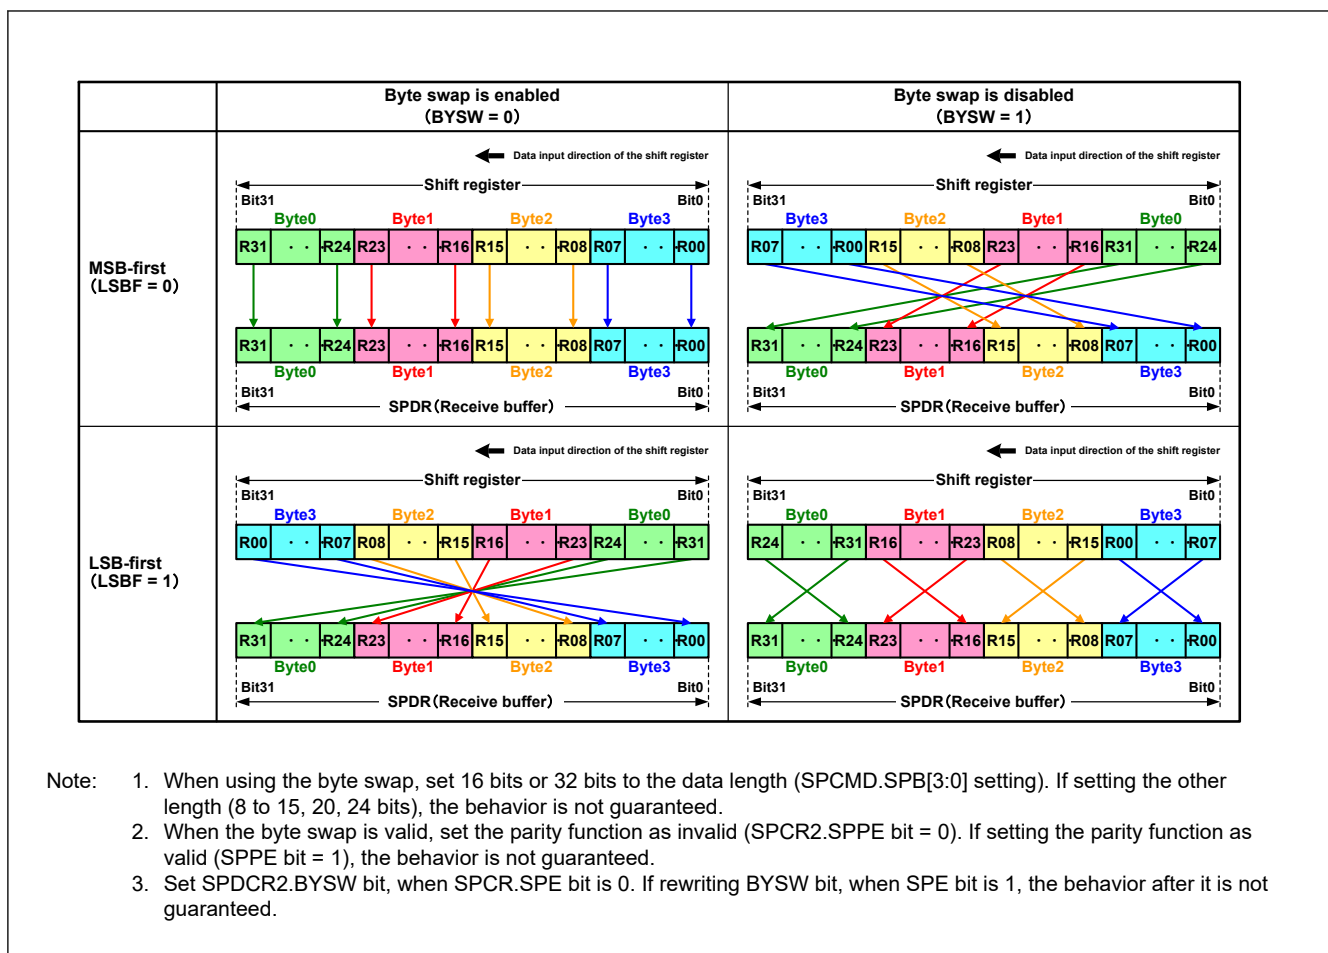 Byte swap is enabled
(BYSW = 0)
Byte swap is disabled
(BYSW = 1)
MSB-first
(LSBF = 0)
Data input direction of the shift register
Shift register
Bit31 Bit0
Byte0 Byte1 Byte2 Byte3
R31 · · R24 R23 · · R16 R15 · · R08 R07 · · R00
R31 · · R24 R23 · · R16 R15 · · R08 R07 · · R00
Byte0 Byte1 Byte2 Byte3
Bit31 Bit0
SPDR(Receive buffer)
Data input direction of the shift register
Shift register
Bit31 Bit0
Byte3 Byte2 Byte1 Byte0
R07 · · R00 R15 · · R08 R23 · · R16 R31 · · R24
R31 · · R24 R23 · · R16 R15 · · R08 R07 · · R00
Byte0 Byte1 Byte2 Byte3
Bit31 Bit0
SPDR(Receive buffer)
LSB-first
(LSBF = 1)
Data input direction of the shift register
Shift register
Bit31 Bit0
Byte3 Byte2 Byte1 Byte0
R00 · · R07 R08 · · R15 R16 · · R23 R24 · · R31
R31 · · R24 R23 · · R16 R15 · · R08 R07 · · R00
Byte0 Byte1 Byte2 Byte3
Bit31 Bit0
SPDR(Receive buffer)
Data input direction of the shift register
Shift register
Bit31 Bit0
Byte0 Byte1 Byte2 Byte3
R24 · · R31 R16 · · R23 R08 · · R15 R00 · · R07
R31 · · R24 R23 · · R16 R15 · · R08 R07 · · R00
Byte0 Byte1 Byte2 Byte3
Bit31 Bit0
SPDR(Receive buffer)
Note: 1. When using the byte swap, set 16 bits or 32 bits to the data length (SPCMD.SPB[3:0] setting). If setting the other
length (8 to 15, 20, 24 bits), the behavior is not guaranteed.
2. When the byte swap is valid, set the parity function as invalid (SPCR2.SPPE bit = 0). If setting the parity function as
valid (SPPE bit = 1), the behavior is not guaranteed.
3. Set SPDCR2.BYSW bit, when SPCR.SPE bit is 0. If rewriting BYSW bit, when SPE bit is 1, the behavior after it is not
guaranteed.